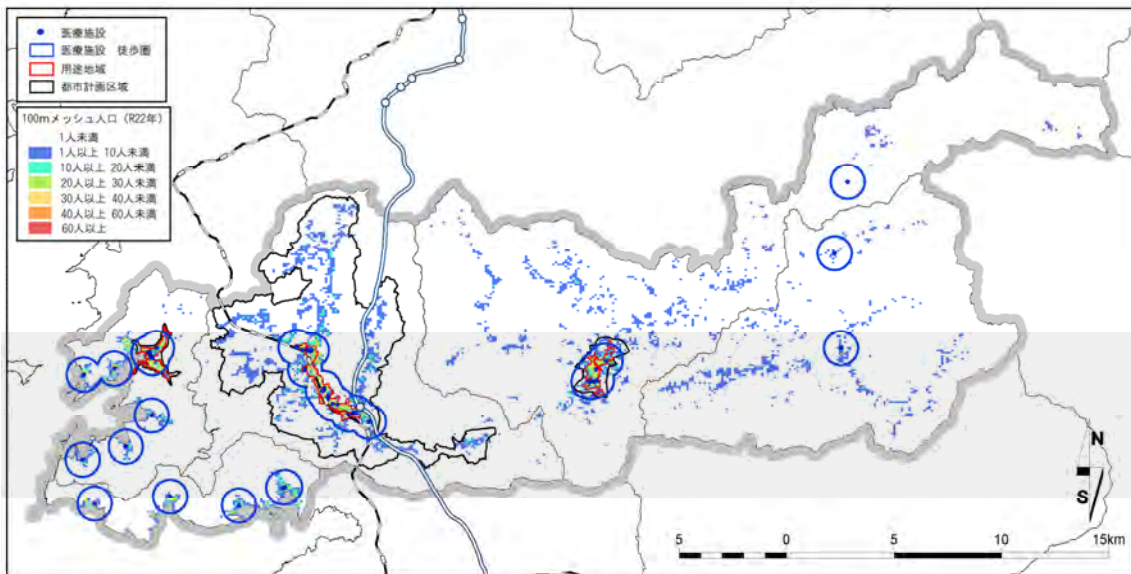 医療施設
医療施設 徒歩圏
用途地域
都市計画区域
100mメッシュ人口（R22年）
1人未満
1人以上 10人未満
10人以上 20人未満
20人以上 30人未満
30人以上 40人未満
40人以上 60人未満
60人以上
N
S
5 0 5 10 15km